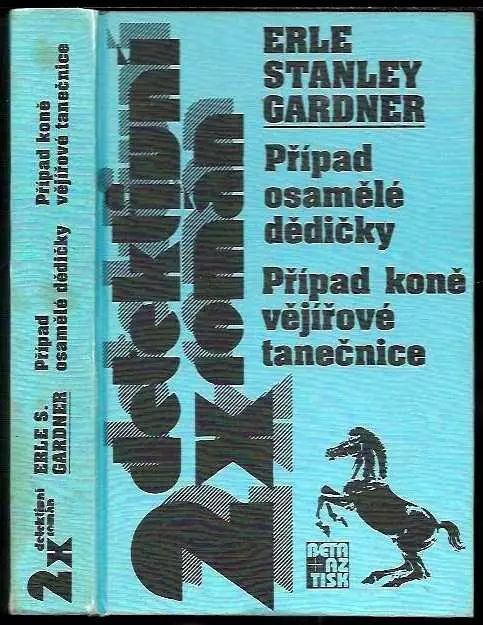 2x
detektivní
román
ERLE S.
GARDNER
Případ
osamělé dědičky
Případ koně
vějířové tanečnice
2x
detektivní
román
ERLE
STANLEY
GARDNER
Případ
osamělé
dědičky
Případ koně
vějířové
tanečnice
BETA
AZ
TISK